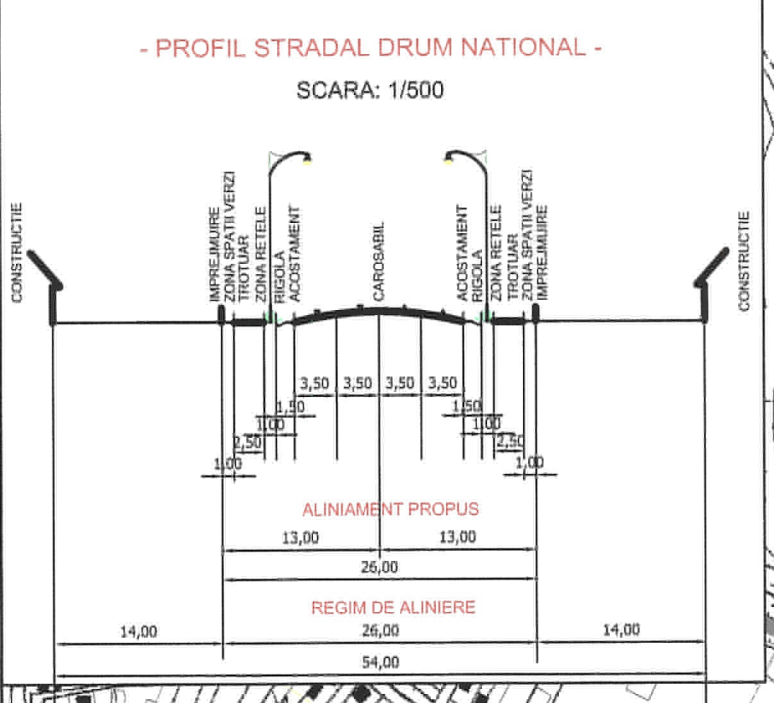 - PROFIL STRADAL DRUM NATIONAL -
SCARA: 1/500
CONSTRUCTIE
IMPREJMUIRE
ZONA SPATII VERZI
TROTUAR
ZONA RETELE
RIGOLA
ACOSTAMENT
CAROSABIL
ACOSTAMENT
RIGOLA
ZONA RETELE
TROTUAR
ZONA SPATII VERZI
IMPREJMUIRE
CONSTRUCTIE
3,50 3,50 3,50 3,50
1,50 1,50
1,00 1,00
2,50 2,50
1,00 1,00
ALINIAMENT PROPUS
13,00 13,00
26,00
REGIM DE ALINIERE
14,00 26,00 14,00
54,00